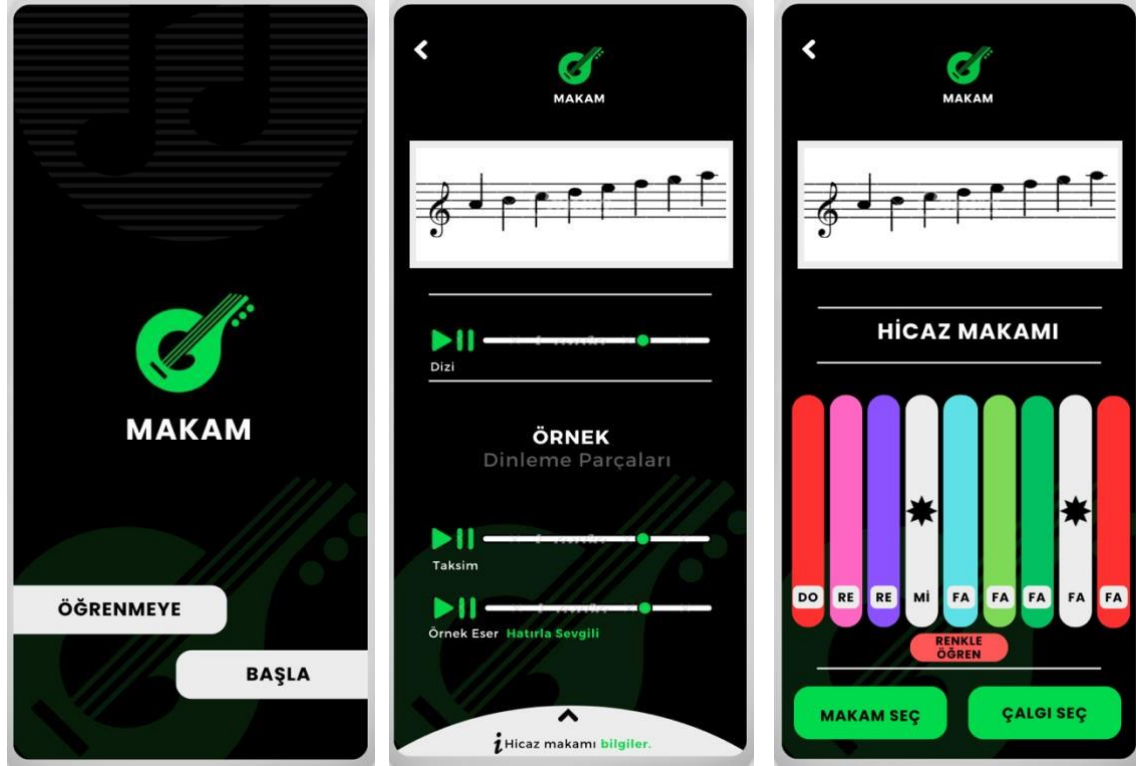 MAKAM
ÖĞRENMEYE
BAŞLA
MAKAM
Dizi
ÖRNEK
Dinleme Parçaları
Taksim
Örnek Eser Hatırla Sevgili
i Hicaz makamı bilgiler.
MAKAM
HİCAZ MAKAMI
DO RE RE Mİ FA FA FA FA FA
RENKLE
ÖĞREN
MAKAM SEÇ ÇALGI SEÇ